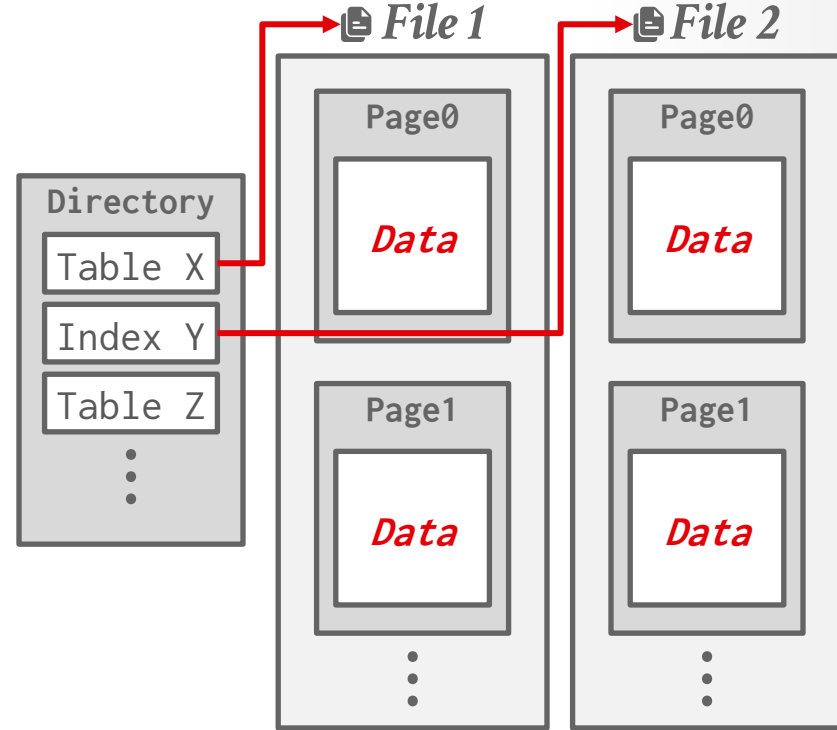 File 1
File 2
Directory
Table X
Index Y
Table Z
Page0
Data
Page1
Data
Page0
Data
Page1
Data